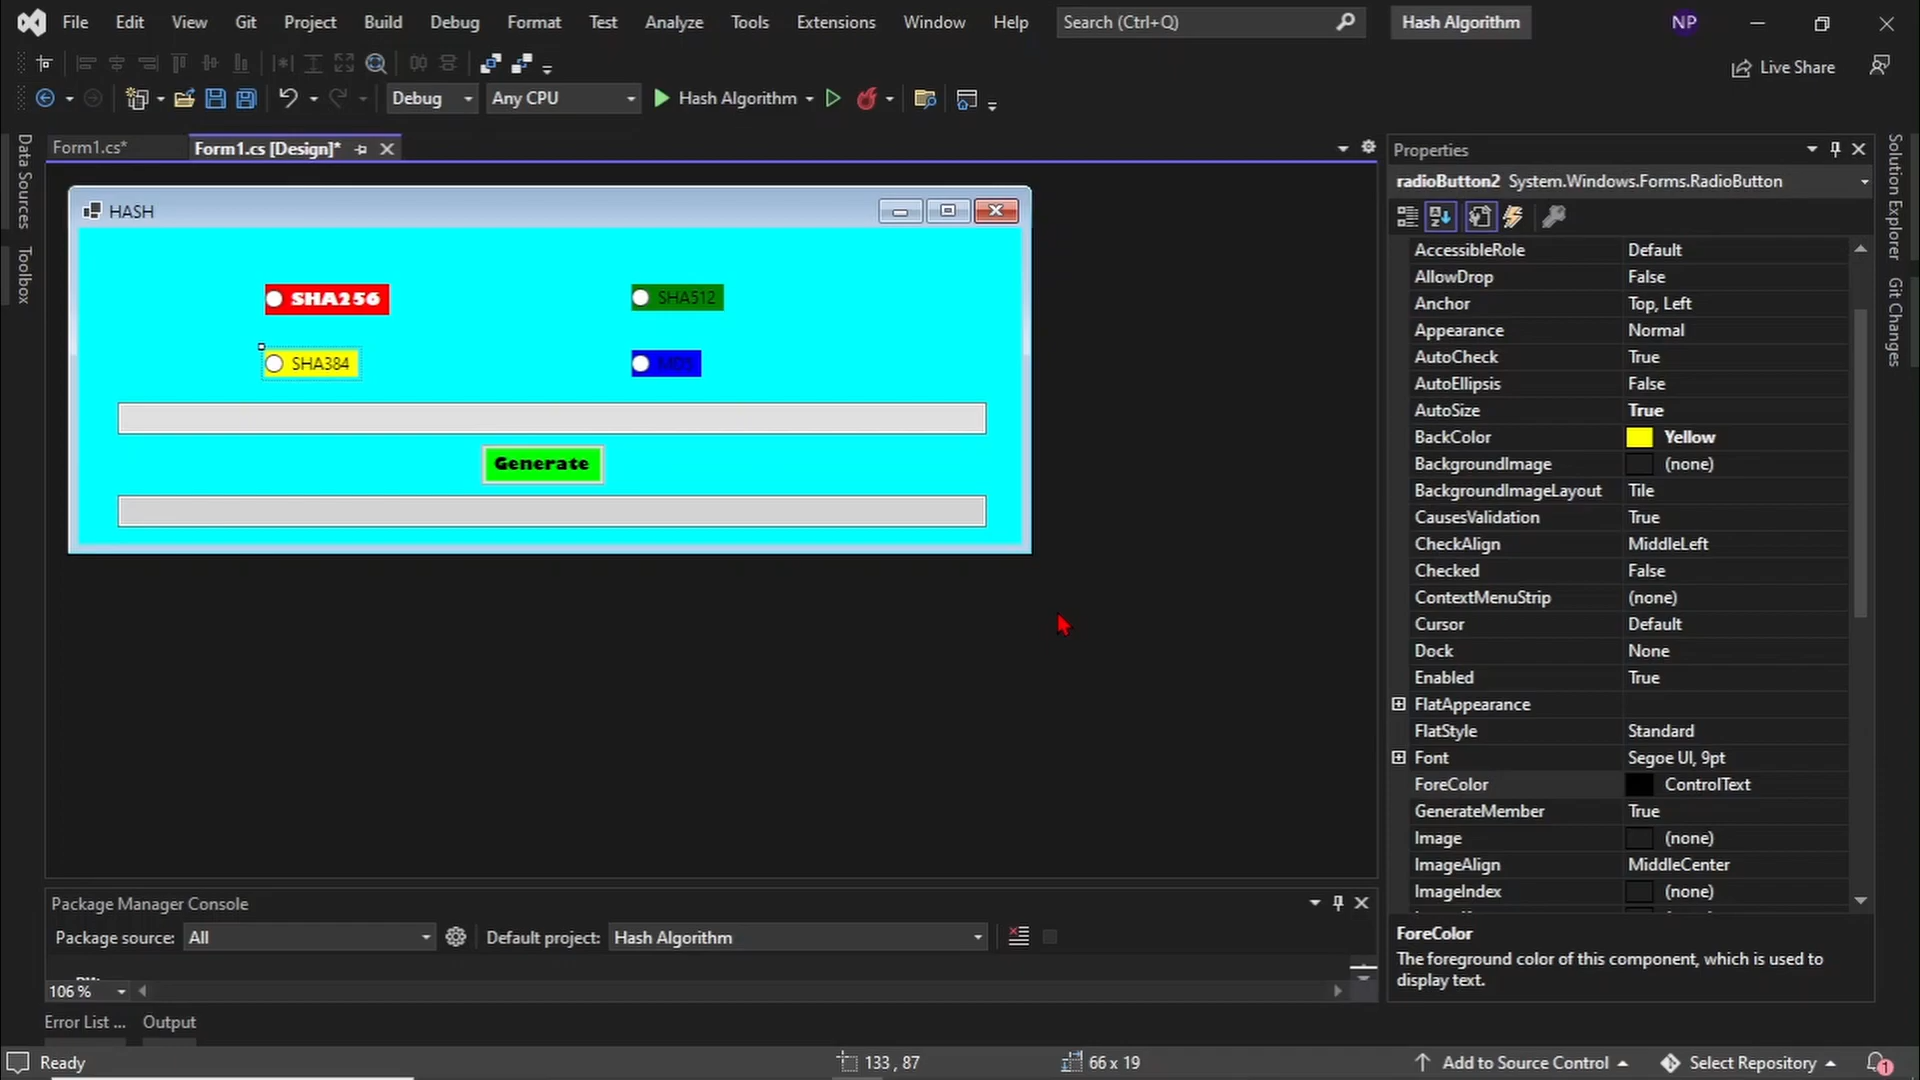 File Edit View Git Project Build Debug Format Test Analyze Tools Extensions Window Help Search (Ctrl+Q) Hash Algorithm NP
Live Share
Debug Any CPU Hash Algorithm
Form1.cs* Form1.cs [Design]*
Data Sources
Toolbox
HASH
SHA256 SHA512
SHA384
Generate
Properties
radioButton2 System.Windows.Forms.RadioButton
AccessibleRole Default
AllowDrop False
Anchor Top, Left
Appearance Normal
AutoCheck True
AutoEllipsis False
AutoSize True
BackColor Yellow
BackgroundImage (none)
BackgroundImageLayout Tile
CausesValidation True
CheckAlign MiddleLeft
Checked False
ContextMenuStrip (none)
Cursor Default
Dock None
Enabled True
FlatAppearance
FlatStyle Standard
Font Segoe UI, 9pt
ForeColor ControlText
GenerateMember True
Image (none)
ImageAlign MiddleCenter
ImageIndex (none)
ForeColor
The foreground color of this component, which is used to
display text.
Solution Explorer
Git Changes
Package Manager Console
Package source: All Default project: Hash Algorithm
106 %
Error List ... Output
Ready 133 , 87 66 x 19 Add to Source Control Select Repository 1